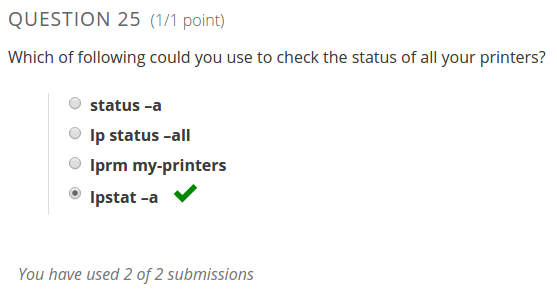 QUESTION 25 (1/1 point)
Which of following could you use to check the status of all your printers?
status –a
lp status –all
lprm my-printers
lpstat –a
You have used 2 of 2 submissions